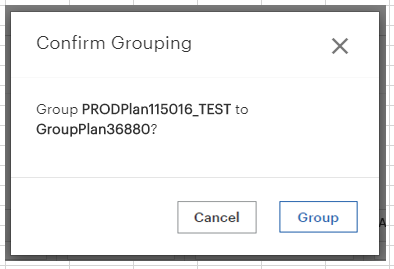 Confirm Grouping
Group PRODPlan115016_TEST to
GroupPlan36880?
Cancel
Group
A